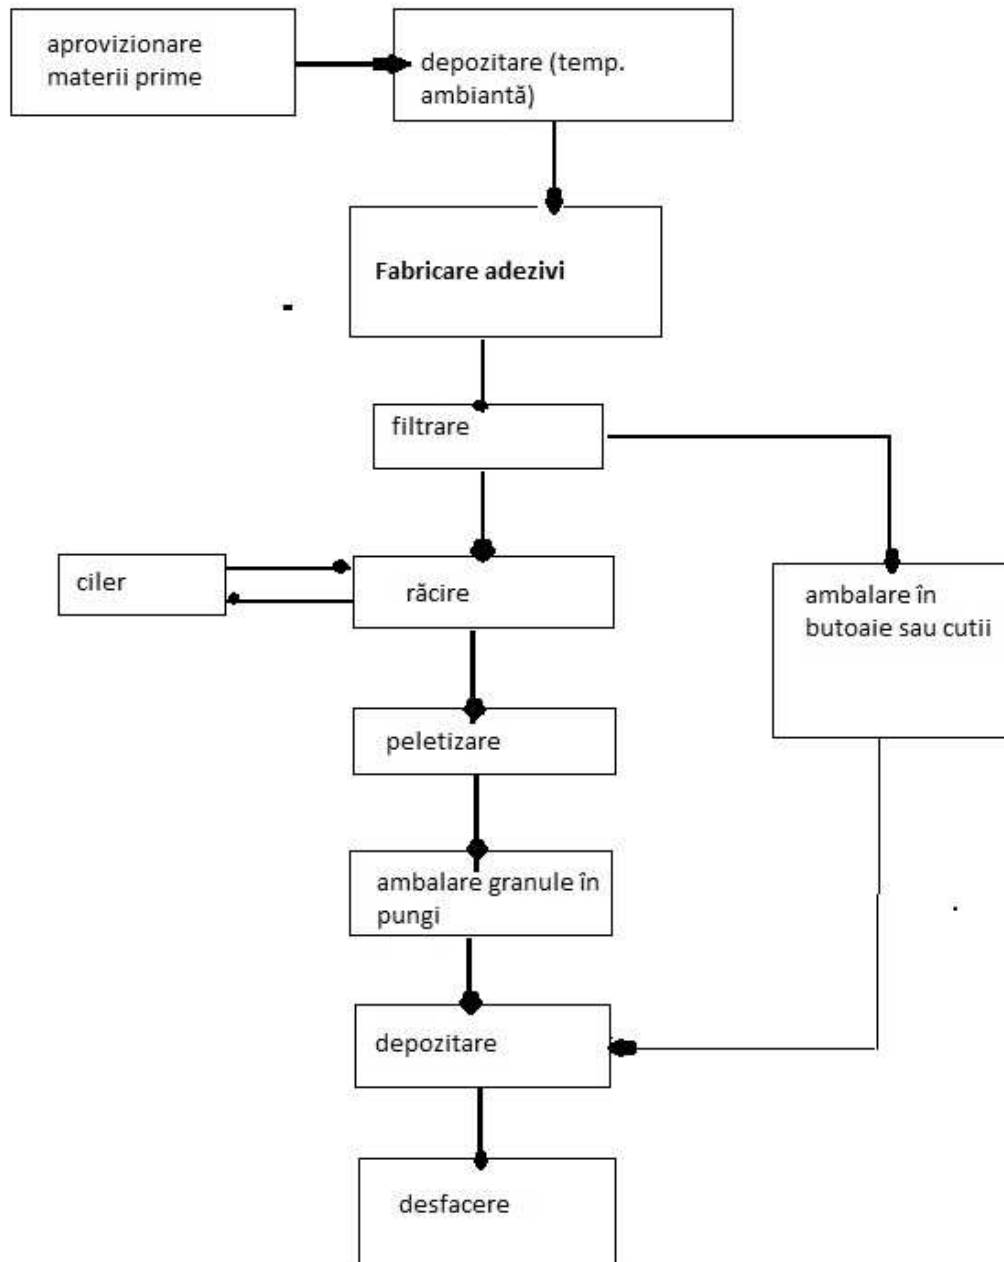 aprovizionare
materii prime
depozitare (temp.
ambiantă)
Fabricare adezivi
filtrare
ciler
răcire
ambalare în
butoaie sau cutii
peletizare
ambalare granule în
pungi
depozitare
desfacere